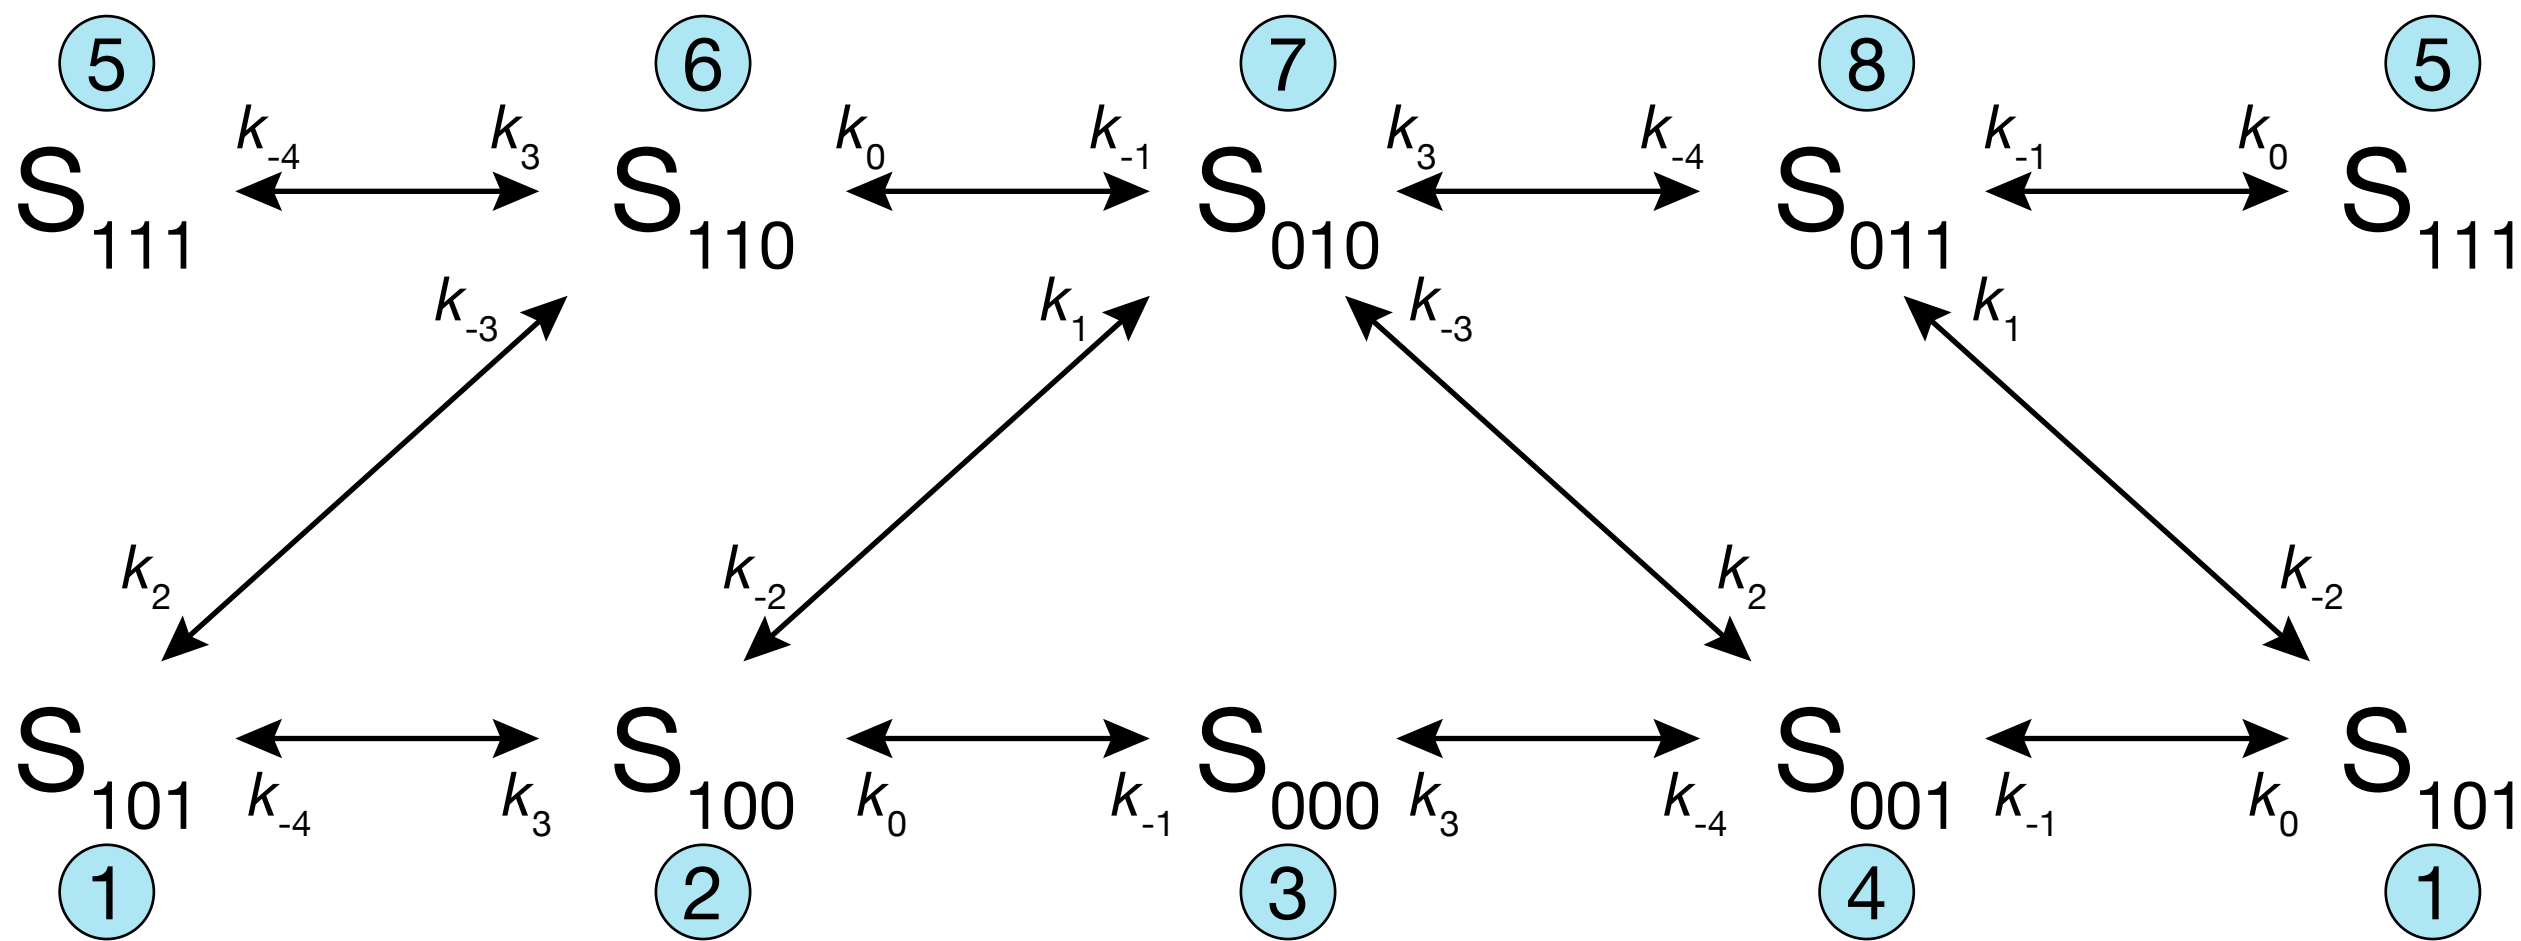 5 6 7 8 5
k-4 k3 k0 k-1 k3 k-4 k-1 k0
S111 S110 S010 S011 S111
k-3 k1 k-3 k1
k2 k-2 k2 k-2
S101 S100 S000 S001 S101
k-4 k3 k0 k-1 k3 k-4 k-1 k0
1 2 3 4 1